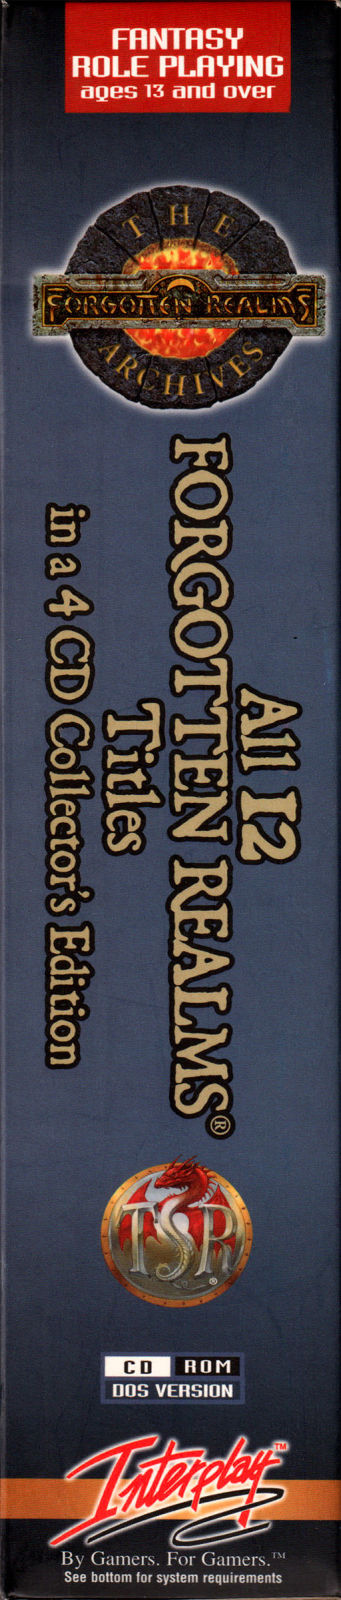 FANTASY
ROLE PLAYING
ages 13 and over
THE
FORGOTTEN REALMS
ARCHIVES
All 12
FORGOTTEN REALMS®
Titles
in a 4 CD Collector's Edition
TSR®
CD ROM
DOS VERSION
Interplay™
By Gamers. For Gamers.™
See bottom for system requirements